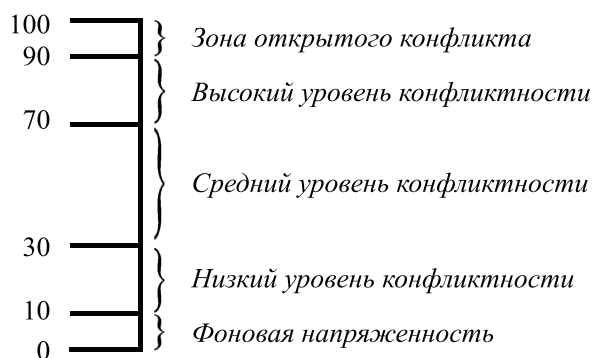 100
Зона открытого конфликта
90
Высокий уровень конфликтности
70
Средний уровень конфликтности
30
Низкий уровень конфликтности
10
Фоновая напряженность
0